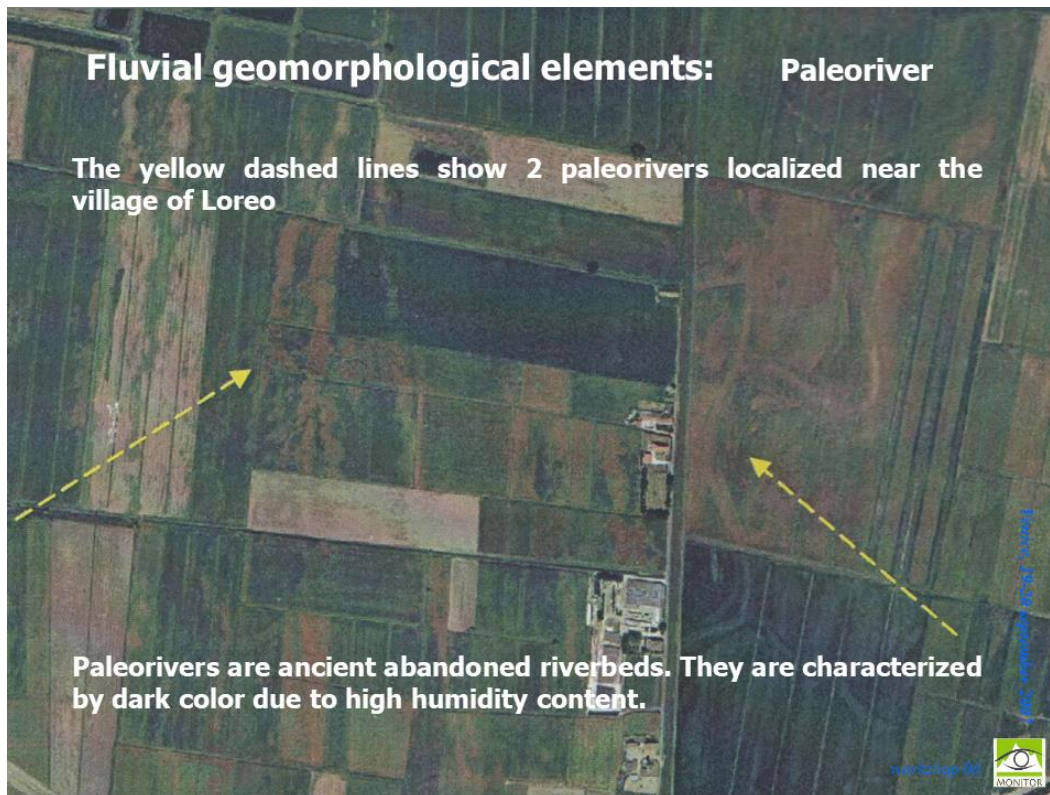 Fluvial geomorphological elements: Paleoriver
The yellow dashed lines show 2 paleorivers localized near the
village of Loreo
Paleorivers are ancient abandoned riverbeds. They are characterized
by dark color due to high humidity content.
MONITOR